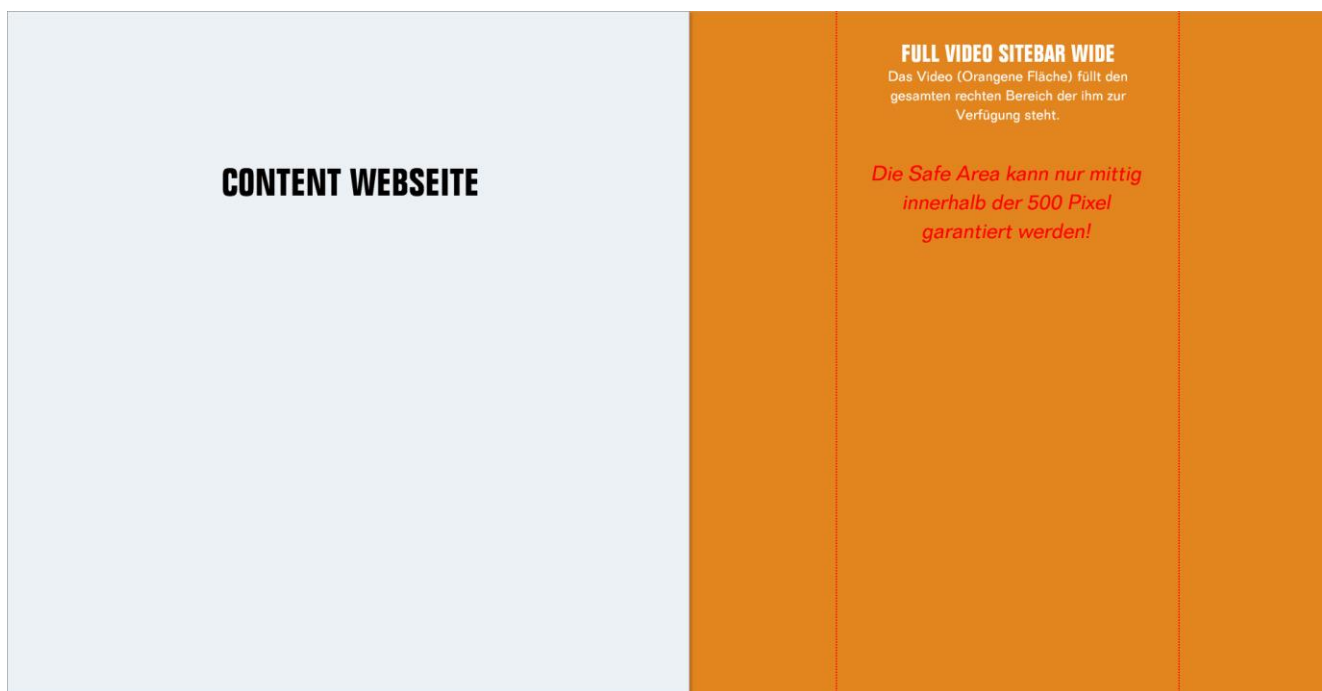 CONTENT WEBSEITE
FULL VIDEO SITEBAR WIDE
Das Video (Orangene Fläche) füllt den
gesamten rechten Bereich der ihm zur
Verfügung steht.
Die Safe Area kann nur mittig
innerhalb der 500 Pixel
garantiert werden!